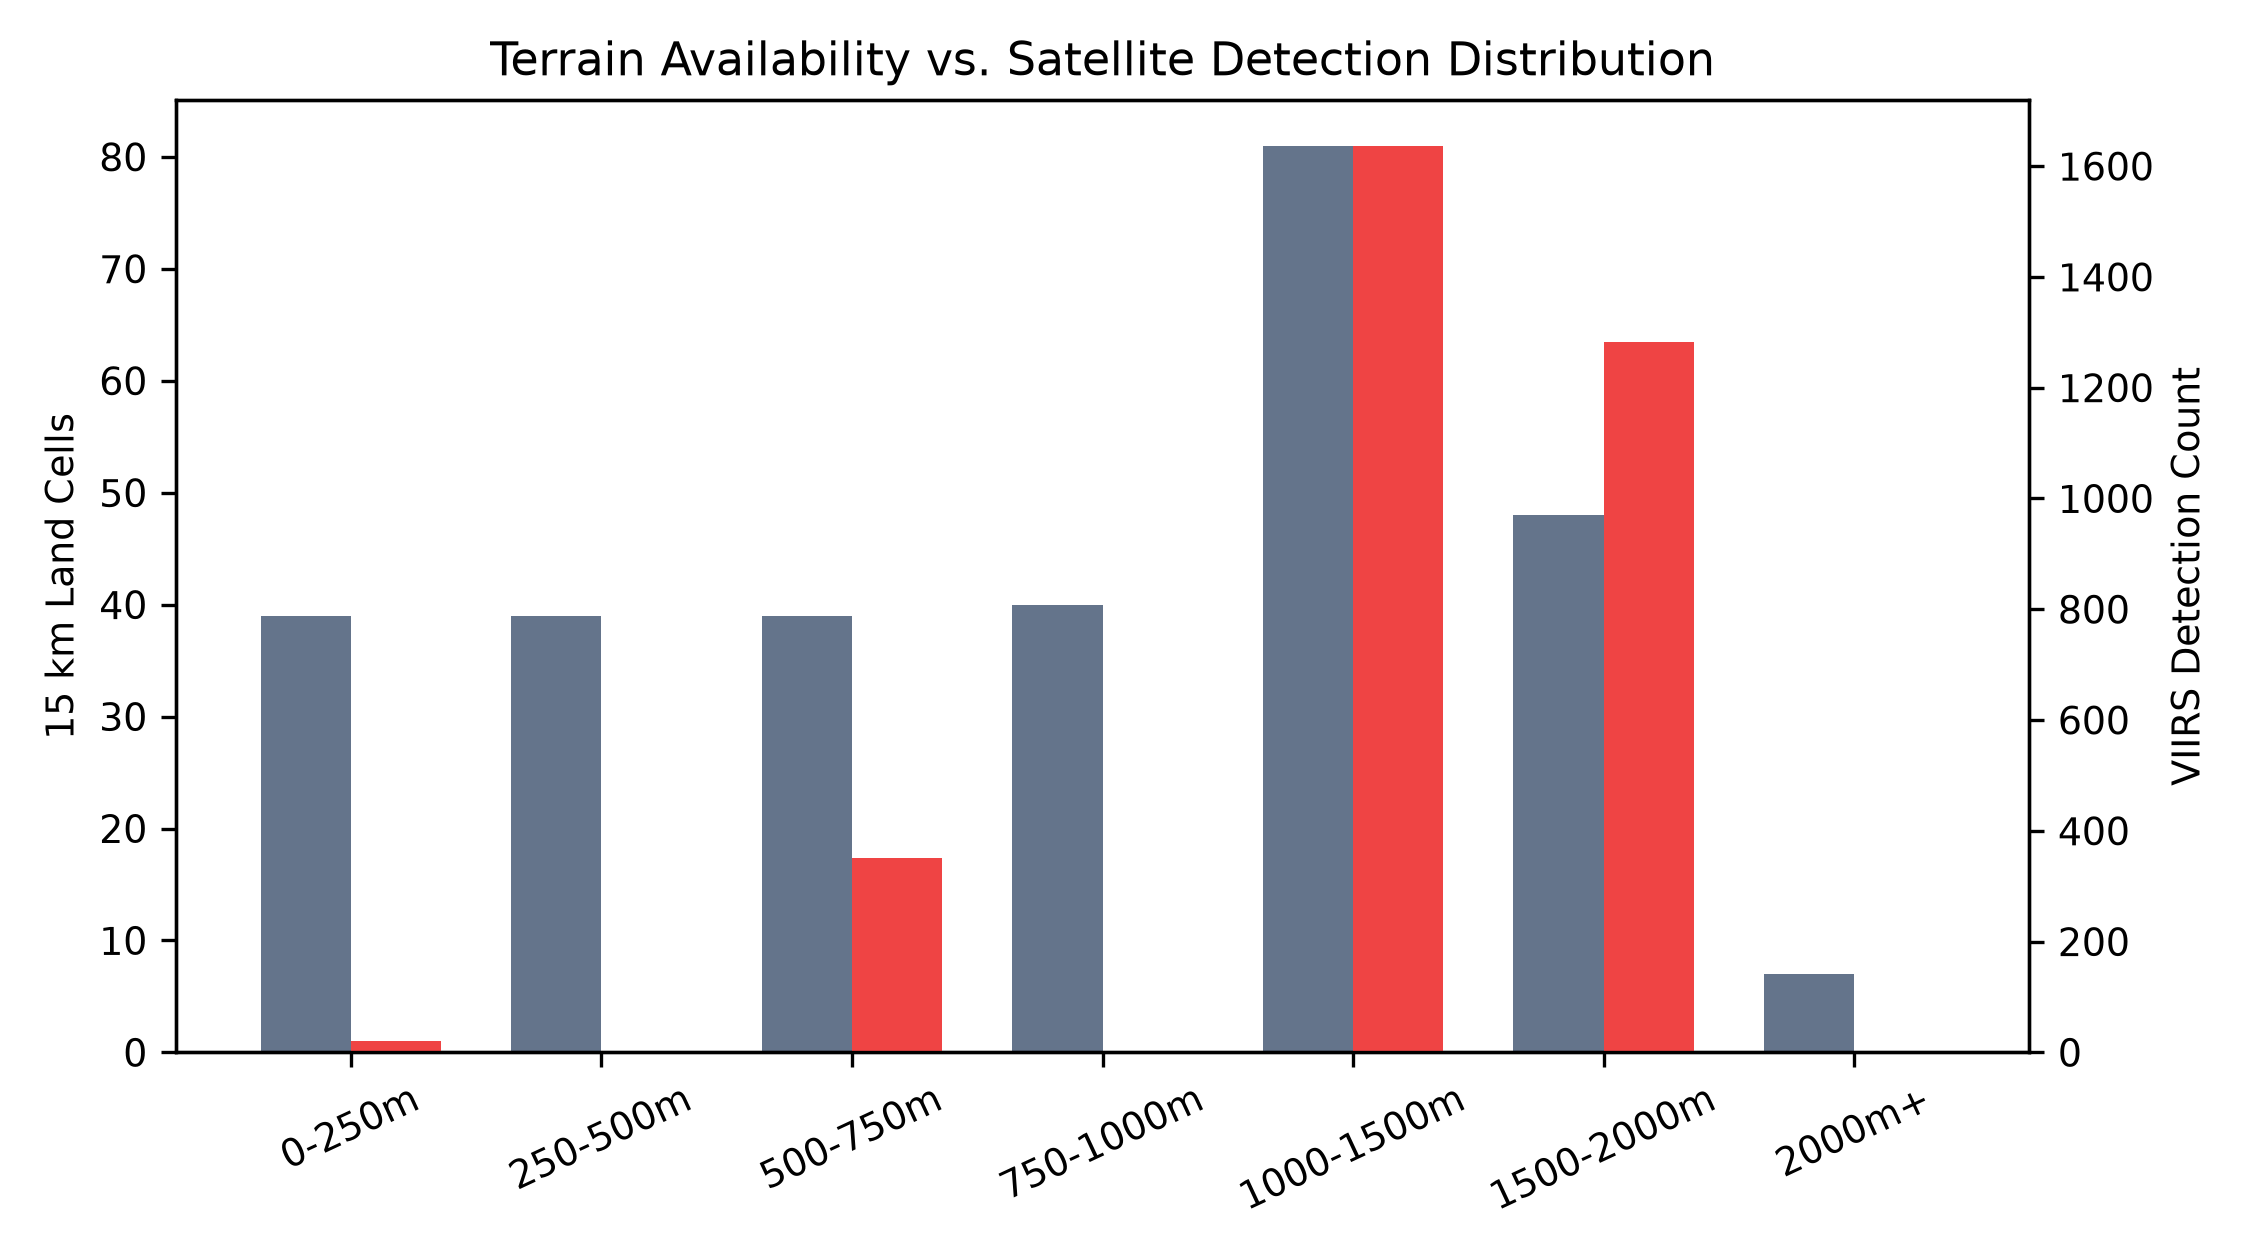 Terrain Availability vs. Satellite Detection Distribution
15 km Land Cells
80
70
60
50
40
30
20
10
0
1600
1400
1200
1000
800
600
400
200
0
VIIRS Detection Count
0-250m
250-500m
500-750m
750-1000m
1000-1500m
1500-2000m
2000m+